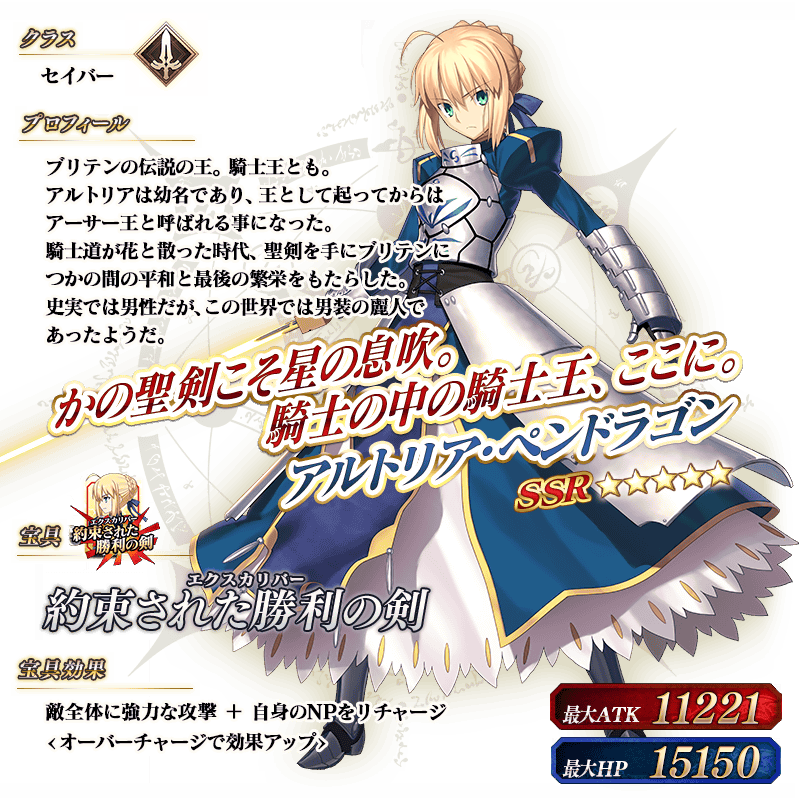 クラス
セイバー
プロフィール
ブリテンの伝説の王。騎士王とも。
アルトリアは幼名であり、王として起ってからは
アーサー王と呼ばれる事になった。
騎士道が花と散った時代、聖剣を手にブリテンに
つかの間の平和と最後の繁栄をもたらした。
史実では男性だが、この世界では男装の麗人で
あったようだ。
かの聖剣こそ星の息吹。
騎士の中の騎士王、ここに。
アルトリア・ペンドラゴン
SSR ★★★★★
宝具
エクスカリバー
約束された
勝利の剣
エクスカリバー
約束された勝利の剣
宝具効果
敵全体に強力な攻撃 + 自身のNPをリチャージ
<オーバーチャージで効果アップ>
最大ATK 11221
最大HP 15150